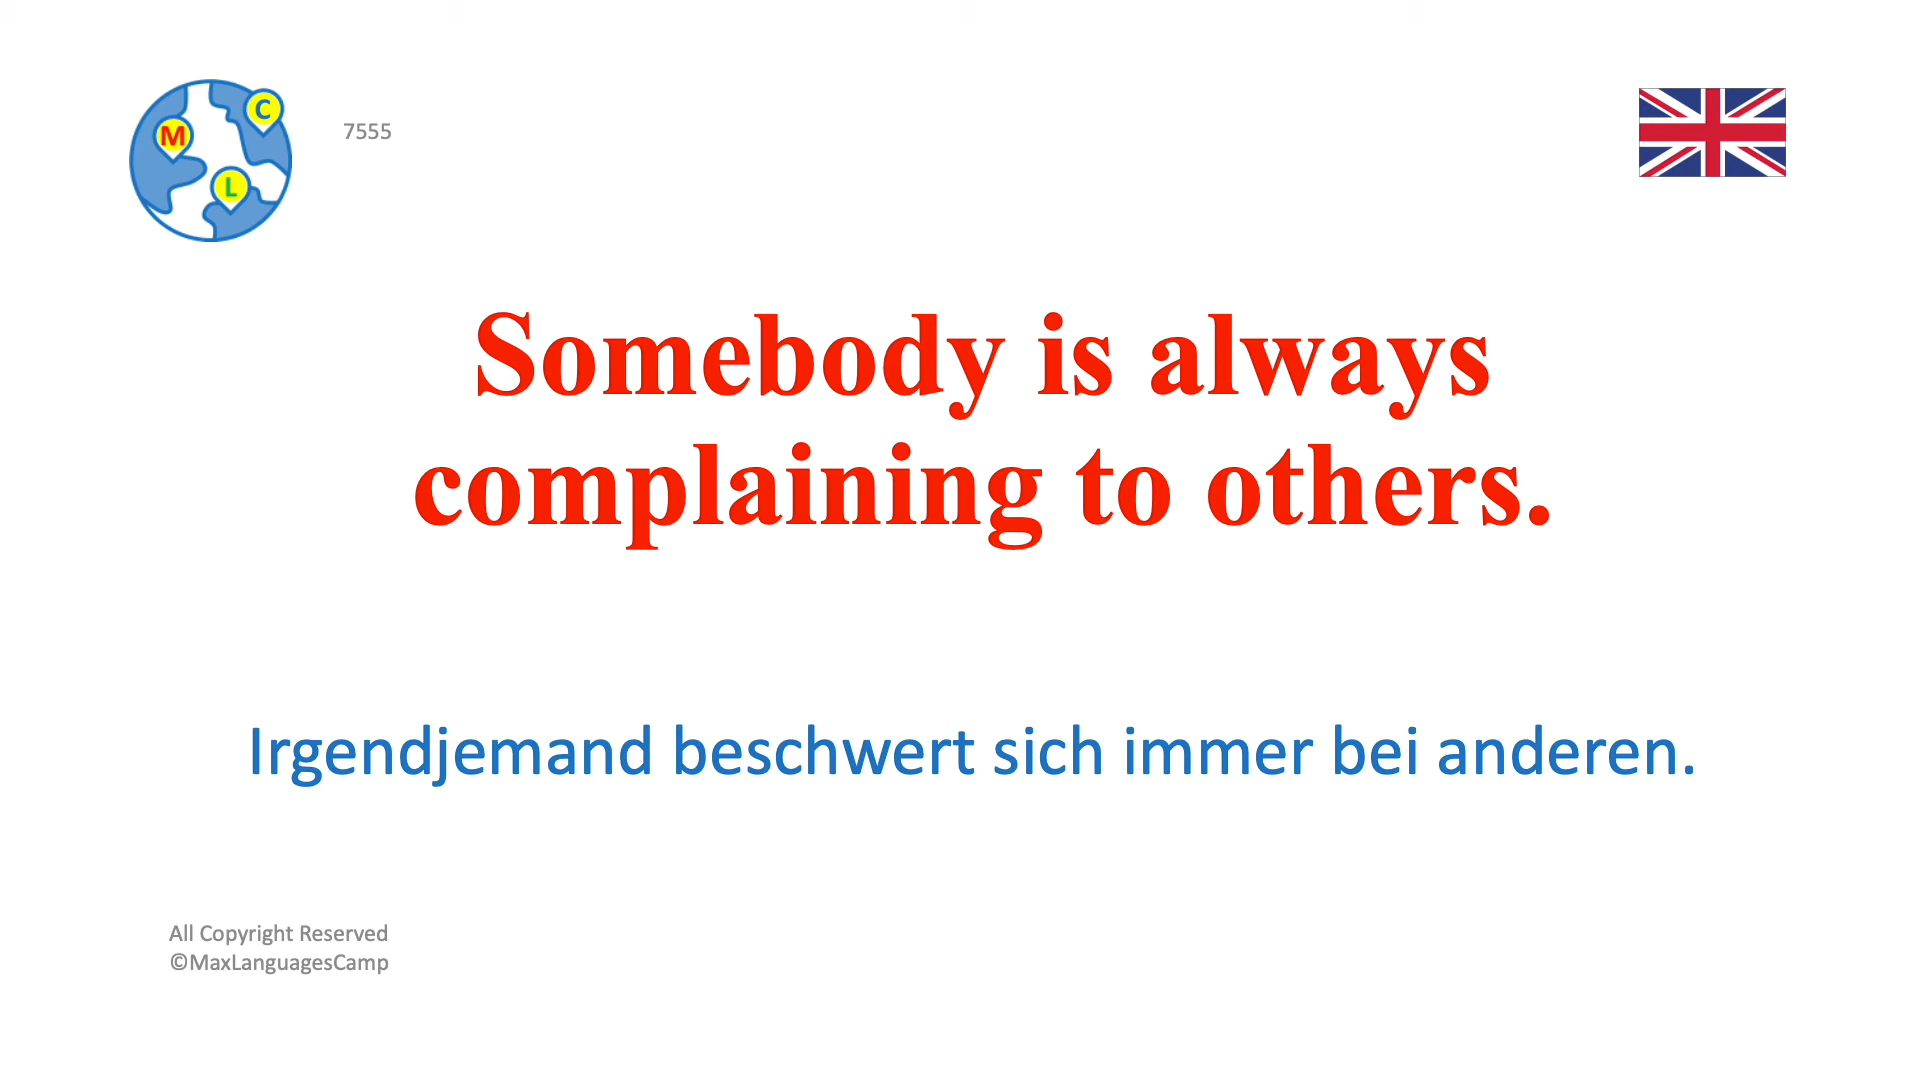 C
M
L
7555
Somebody is always
complaining to others.
Irgendjemand beschwert sich immer bei anderen.
All Copyright Reserved
©MaxLanguagesCamp